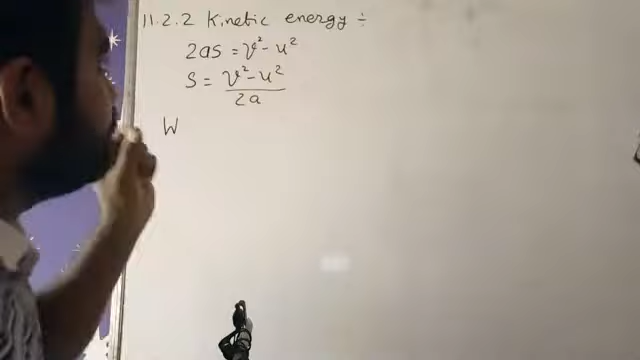 11.2.2 Kinetic energy ÷
2as = v² - u²
s = v² - u² / 2a
W